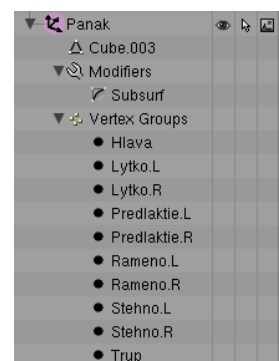 Panak
Cube.003
Modifiers
Subsurf
Vertex Groups
Hlava
Lytko.L
Lytko.R
Predlaktie.L
Predlaktie.R
Rameno.L
Rameno.R
Stehno.L
Stehno.R
Trup